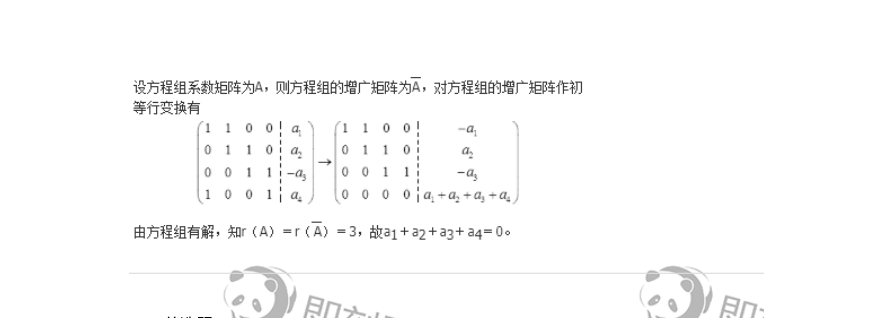 设方程组系数矩阵为A，则方程组的增广矩阵为A̅，对方程组的增广矩阵作初
等行变换有
1 1 0 0 a₁ 1 1 0 0 −a₁
0 1 1 0 a₂ 0 1 1 0 a₂
0 0 1 1 −a₃ → 0 0 1 1 −a₃
1 0 0 1 a₄ 0 0 0 0 a₁+a₂+a₃+a₄
由方程组有解，知r（A）＝r（A̅）＝3，故a₁＋a₂＋a₃＋a₄＝0。